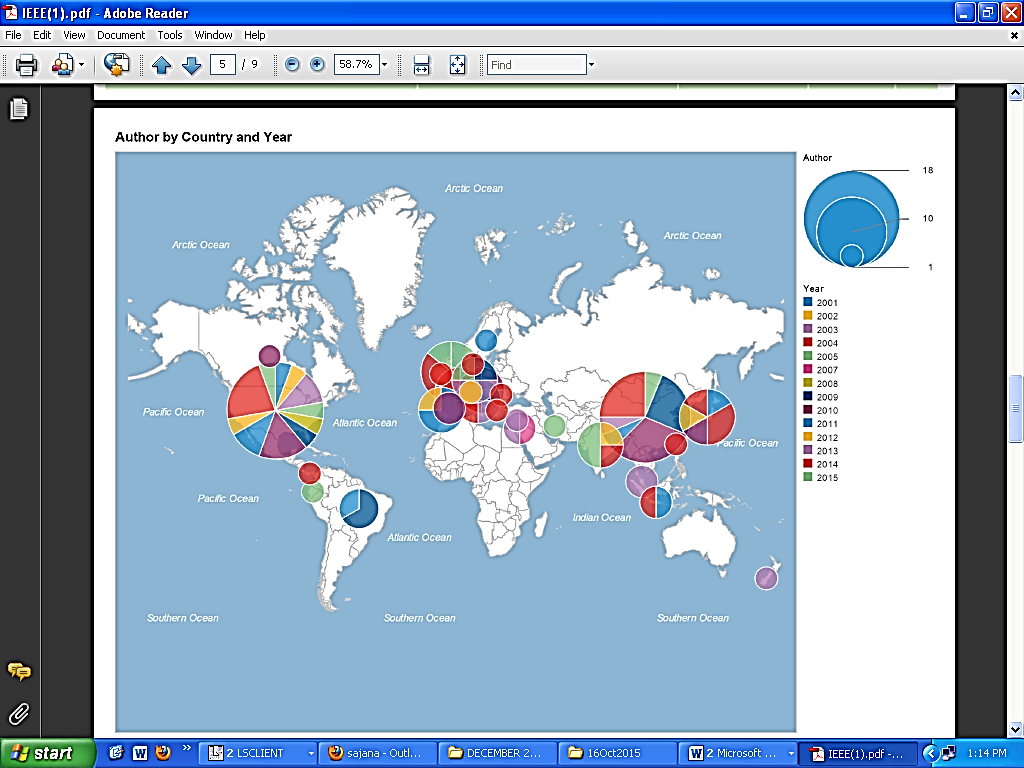 IEEE(1).pdf - Adobe Reader
File Edit View Document Tools Window Help
5 / 9 58.7% Find
Author by Country and Year
Arctic Ocean
Arctic Ocean
Arctic Ocean
Pacific Ocean
Atlantic Ocean
Pacific Ocean
Pacific Ocean
Indian Ocean
Atlantic Ocean
Southern Ocean
Southern Ocean
Southern Ocean
Author
18
10
1
Year
2001
2002
2003
2004
2005
2007
2008
2009
2010
2011
2012
2013
2014
2015
start 2 LSCLIENT sajana - Outl... DECEMBER 2... 16Oct2015 2 Microsoft ... IEEE(1).pdf -... 1:14 PM